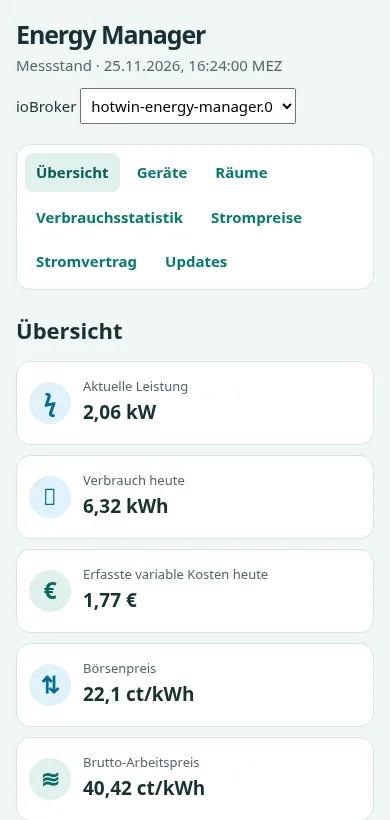 Energy Manager
Messstand · 25.11.2026, 16:24:00 MEZ
ioBroker hotwin-energy-manager.0
Übersicht Geräte Räume
Verbrauchsstatistik Strompreise
Stromvertrag Updates
Übersicht
Aktuelle Leistung
2,06 kW
Verbrauch heute
6,32 kWh
€
Erfasste variable Kosten heute
1,77 €
⇅
Börsenpreis
22,1 ct/kWh
≋
Brutto-Arbeitspreis
40,42 ct/kWh